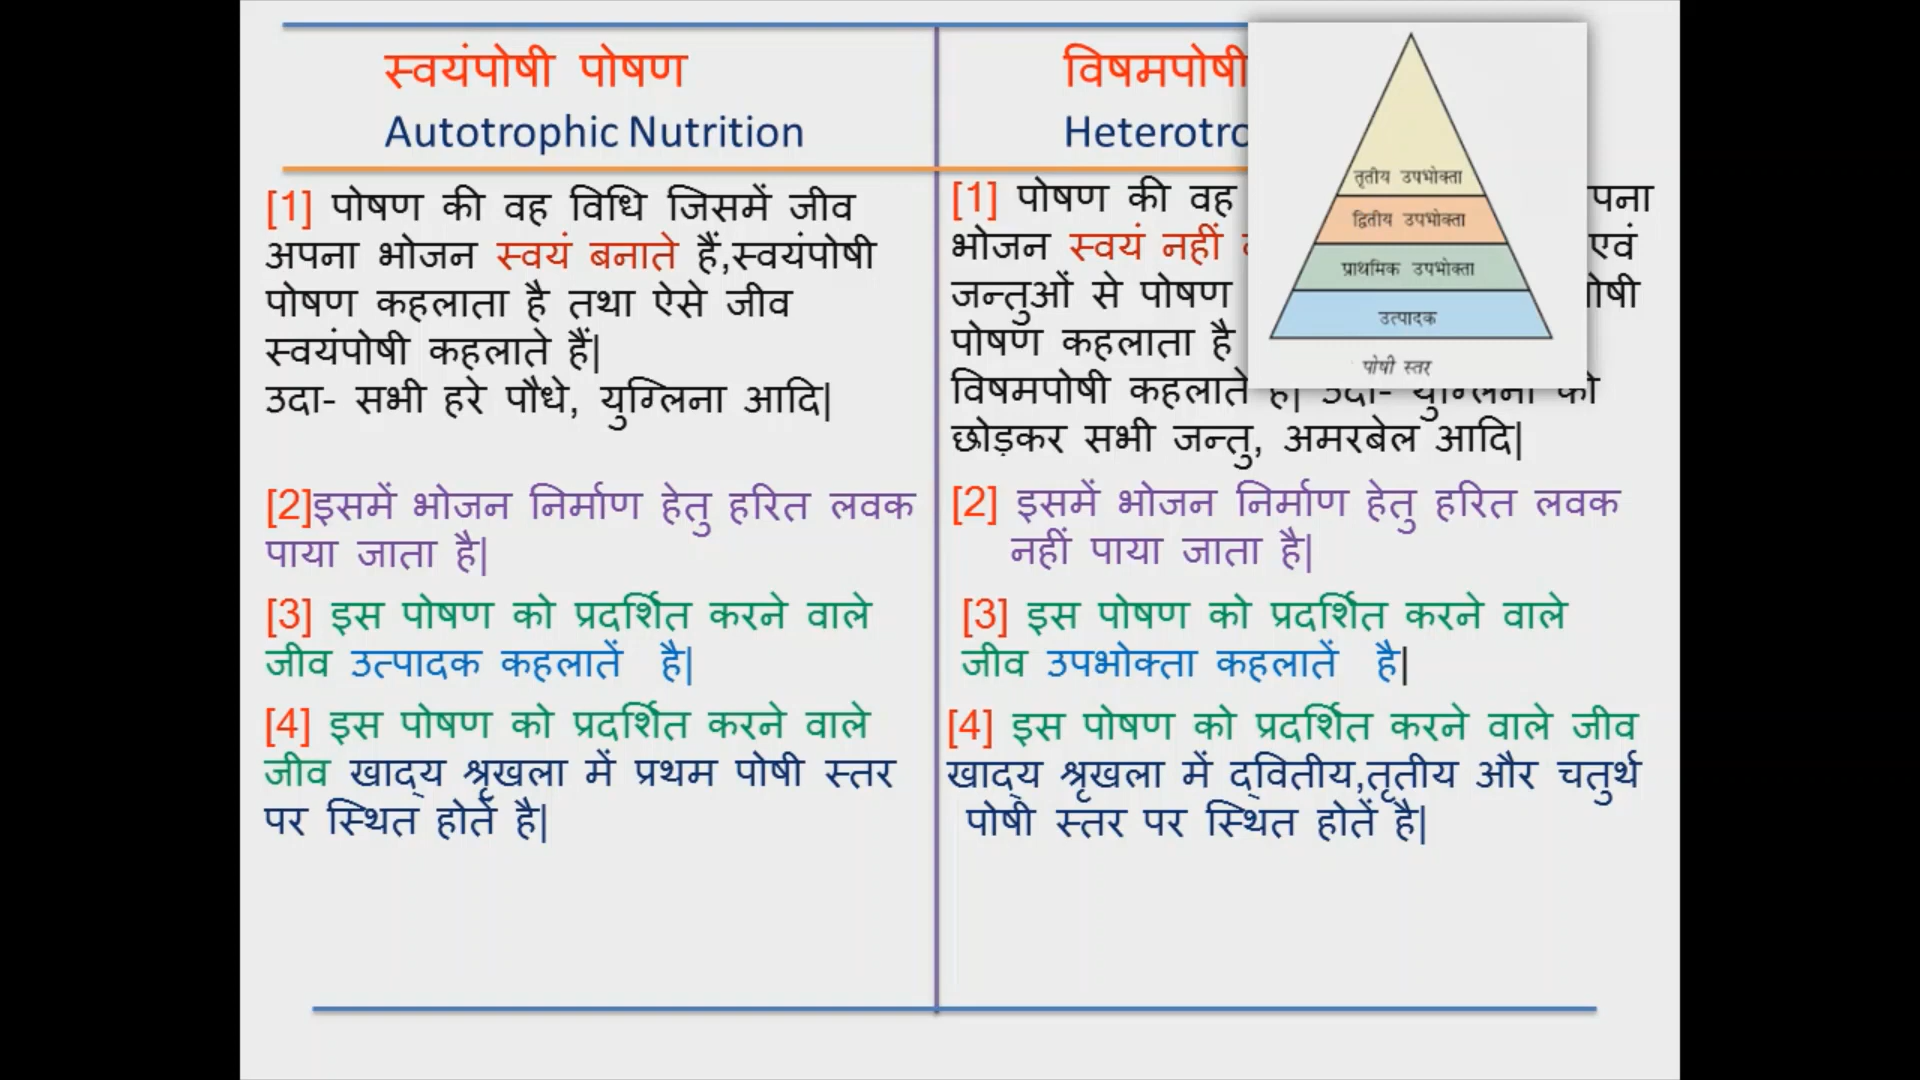 स्वयंपोषी पोषण
Autotrophic Nutrition
[1] पोषण की वह विधि जिसमें जीव
अपना भोजन स्वयं बनाते हैं,स्वयंपोषी
पोषण कहलाता है तथा ऐसे जीव
स्वयंपोषी कहलाते हैं|
उदा- सभी हरे पौधे, युग्लिना आदि|
[2]इसमें भोजन निर्माण हेतु हरित लवक
पाया जाता है|
[3] इस पोषण को प्रदर्शित करने वाले
जीव उत्पादक कहलातें है|
[4] इस पोषण को प्रदर्शित करने वाले
जीव खाद्य श्रृखला में प्रथम पोषी स्तर
पर स्थित होतें है|
विषमपोषी
[1] पोषण की वह
भोजन स्वयं नहीं
एवं
जन्तुओं से पोषण
पोषण कहलाता है
विषमपोषी कहलाते हैं| उदा- युग्लिना को
छोड़कर सभी जन्तु, अमरबेल आदि|
[2] इसमें भोजन निर्माण हेतु हरित लवक
नहीं पाया जाता है|
[3] इस पोषण को प्रदर्शित करने वाले
जीव उपभोक्ता कहलातें है|
[4] इस पोषण को प्रदर्शित करने वाले जीव
खाद्य श्रृखला में द्वितीय,तृतीय और चतुर्थ
पोषी स्तर पर स्थित होतें है|
तृतीय उपभोक्ता
द्वितीय उपभोक्ता
प्राथमिक उपभोक्ता
उत्पादक
पोषी स्तर